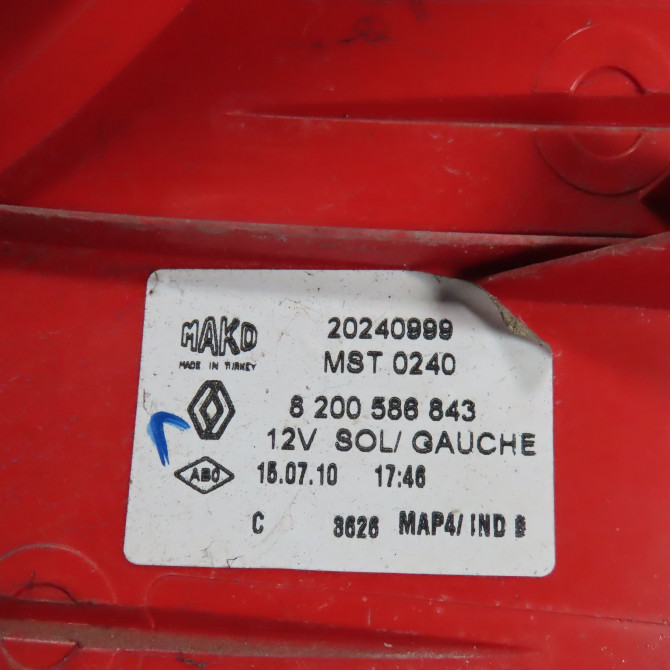 MAKO 20240999
MADE IN TURKEY MST 0240
8 200 586 843
12V SOL/ GAUCHE
ABO 15.07.10 17:46
C 3626 MAP4/ IND